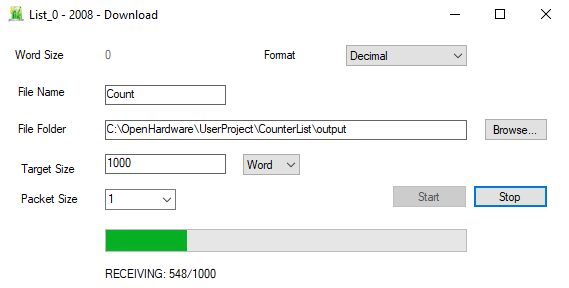 List_0 - 2008 - Download
Word Size 0 Format Decimal
File Name Count
File Folder C:\OpenHardware\UserProject\CounterList\output Browse...
Target Size 1000 Word
Packet Size 1 Start Stop
RECEIVING: 548/1000